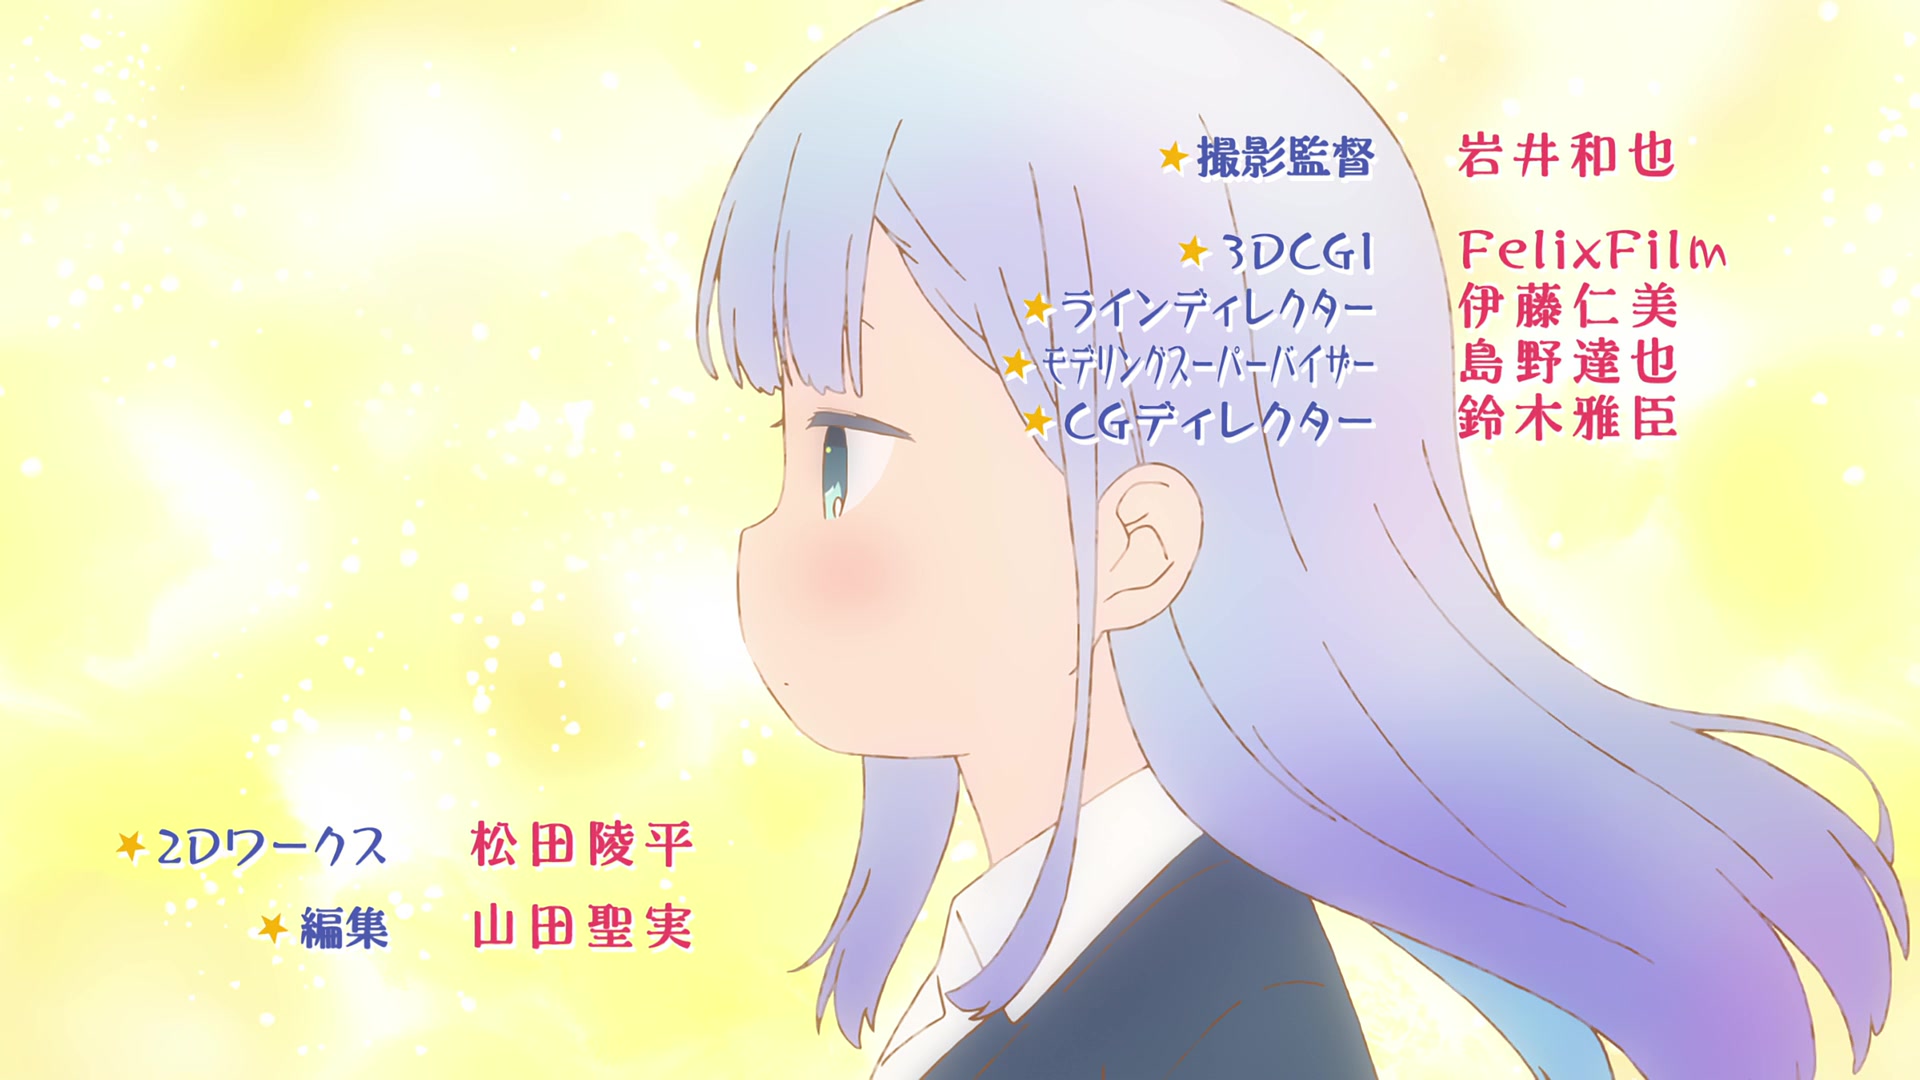 ★撮影監督 岩井和也
★3DCGI FelixFilm
★ラインディレクター 伊藤仁美
★モデリングスーパーバイザー 島野達也
★CGディレクター 鈴木雅臣
★2Dワークス 松田陵平
★編集 山田聖実